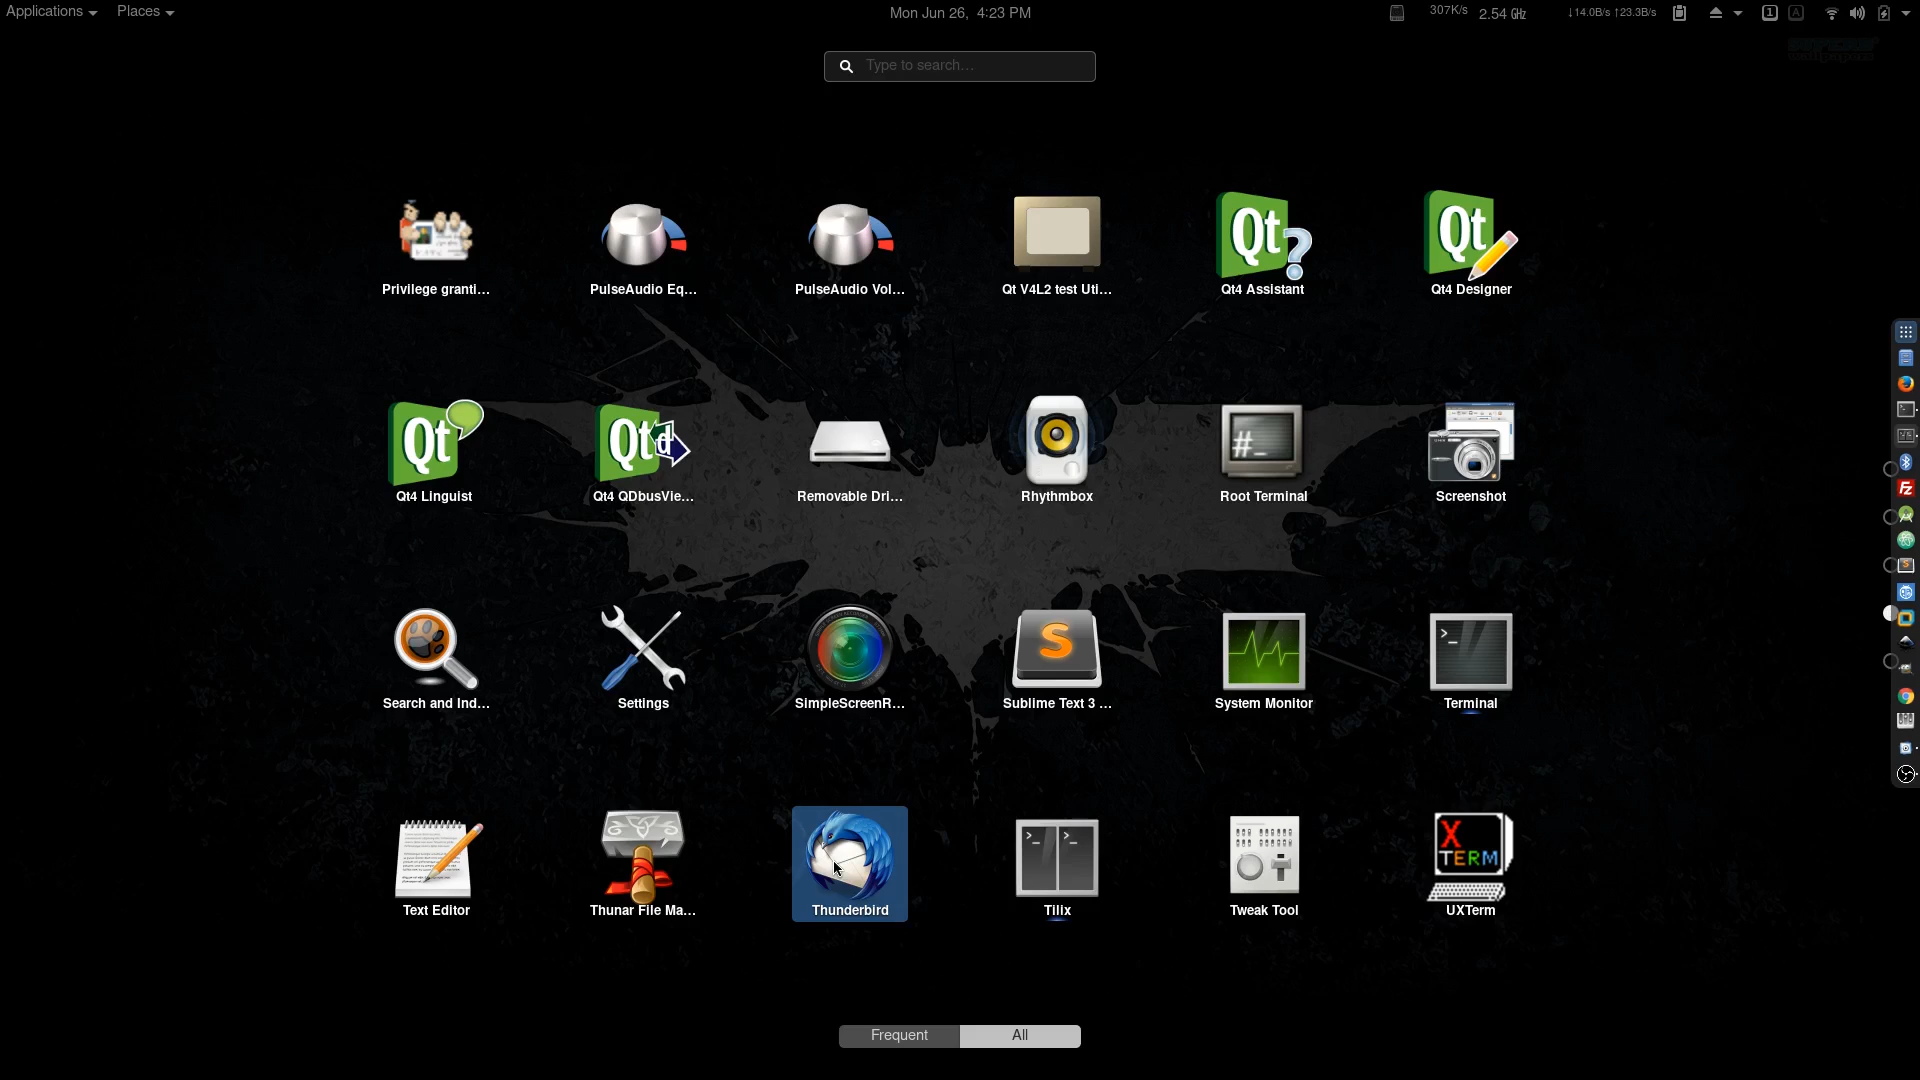 Applications Places Mon Jun 26, 4:23 PM 307K/s 2.54 GHz ↓14.0B/s ↑23.3B/s 1 A
Type to search...
Privilege granti... PulseAudio Eq... PulseAudio Vol... Qt V4L2 test Uti... Qt4 Assistant Qt4 Designer
Qt4 Linguist Qt4 QDbusVie... Removable Dri... Rhythmbox Root Terminal Screenshot
Search and Ind... Settings SimpleScreenR... Sublime Text 3 ... System Monitor Terminal
Text Editor Thunar File Ma... Thunderbird Tilix Tweak Tool UXTerm
Frequent All